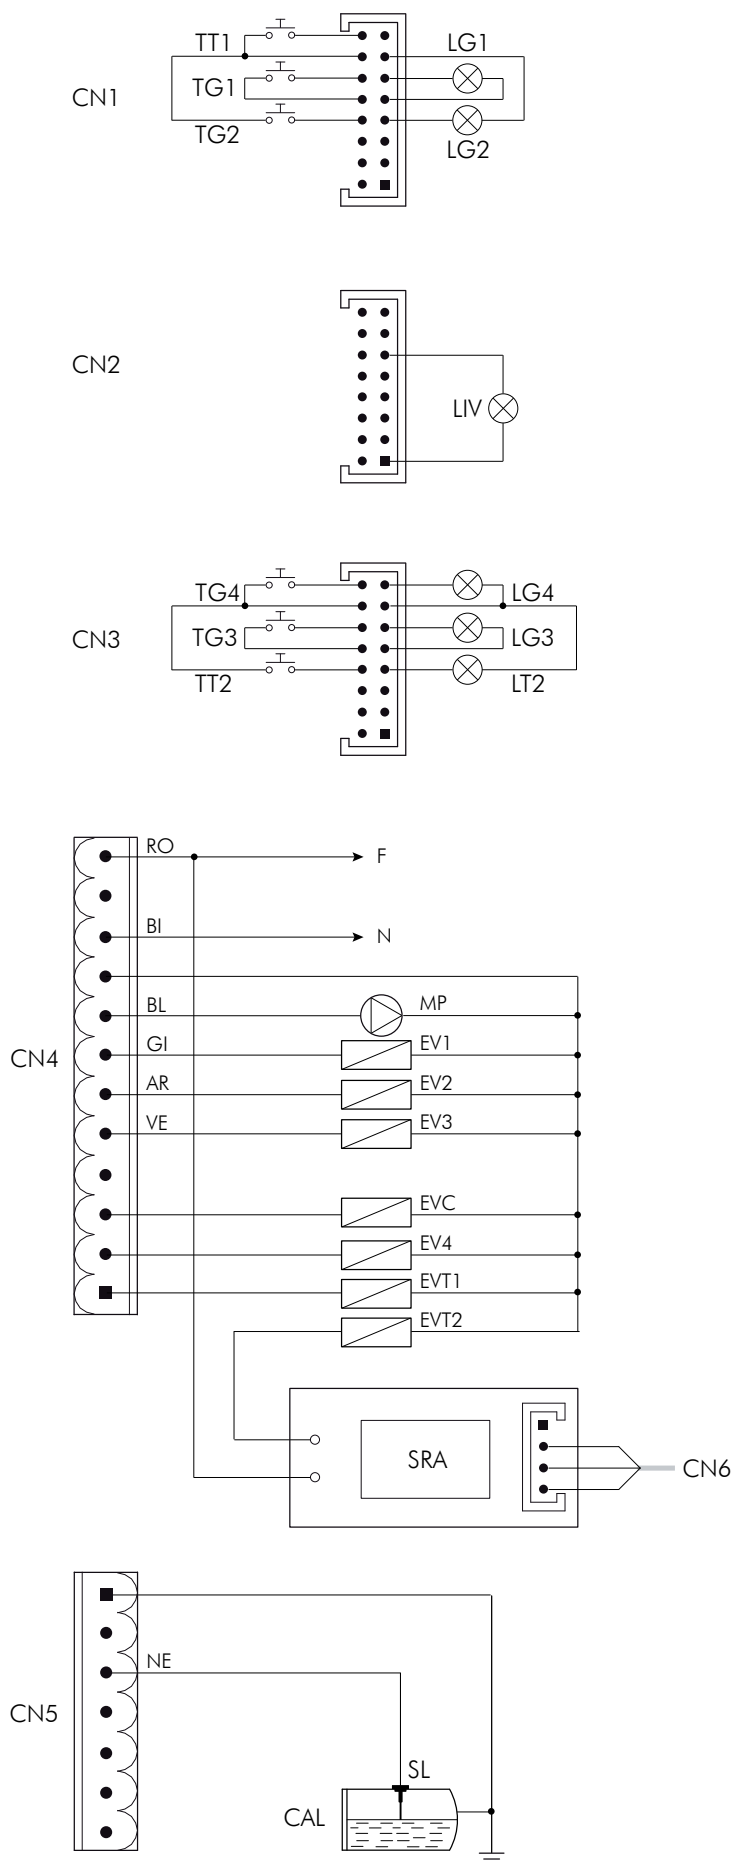 TT1
LG1
CN1
TG1
TG2
LG2
CN2
LIV
TG4
LG4
CN3
TG3
LG3
TT2
LT2
RO
F
BI
N
BL
MP
CN4
GI
EV1
AR
EV2
VE
EV3
EVC
EV4
EVT1
EVT2
SRA
CN6
NE
CN5
SL
CAL